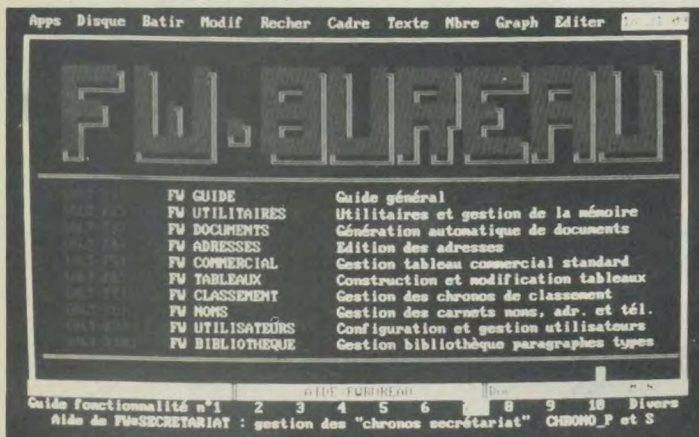 Apps Disque Batir Modif Recher Cadre Texte Nbre Graph Editer
FW.BUREAU
FW GUIDE Guide général
FW UTILITAIRES Utilitaires et gestion de la mémoire
FW DOCUMENTS Génération automatique de documents
FW ADRESSES Edition des adresses
FW COMMERCIAL Gestion tableau commercial standard
FW TABLEAUX Construction et modification tableaux
FW CLASSEMENT Gestion des chronos de classement
FW NOMS Gestion des carnets noms, adr. et tél.
FW UTILISATEURS Configuration et gestion utilisateurs
FW BIBLIOTHEQUE Gestion bibliothèque paragraphes types
AIDE-FWBUREAU
Guide fonctionnalité n°1 2 3 4 5 6 7 8 9 10 Divers
Aide de FW=SECRETARIAT : gestion des "chronos secrétariat" CHRONO_P et S